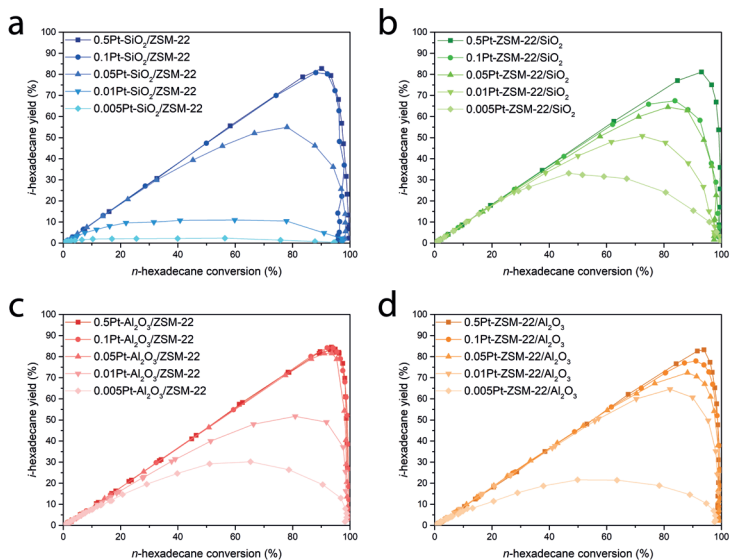 a
0.5Pt-SiO₂/ZSM-22
0.1Pt-SiO₂/ZSM-22
0.05Pt-SiO₂/ZSM-22
0.01Pt-SiO₂/ZSM-22
0.005Pt-SiO₂/ZSM-22
i-hexadecane yield (%)
100
90
80
70
60
50
40
30
20
10
0
0 20 40 60 80 100
n-hexadecane conversion (%)
b
0.5Pt-ZSM-22/SiO₂
0.1Pt-ZSM-22/SiO₂
0.05Pt-ZSM-22/SiO₂
0.01Pt-ZSM-22/SiO₂
0.005Pt-ZSM-22/SiO₂
i-hexadecane yield (%)
100
90
80
70
60
50
40
30
20
10
0
0 20 40 60 80 100
n-hexadecane conversion (%)
c
0.5Pt-Al₂O₃/ZSM-22
0.1Pt-Al₂O₃/ZSM-22
0.05Pt-Al₂O₃/ZSM-22
0.01Pt-Al₂O₃/ZSM-22
0.005Pt-Al₂O₃/ZSM-22
i-hexadecane yield (%)
100
90
80
70
60
50
40
30
20
10
0
0 20 40 60 80 100
n-hexadecane conversion (%)
d
0.5Pt-ZSM-22/Al₂O₃
0.1Pt-ZSM-22/Al₂O₃
0.05Pt-ZSM-22/Al₂O₃
0.01Pt-ZSM-22/Al₂O₃
0.005Pt-ZSM-22/Al₂O₃
i-hexadecane yield (%)
100
90
80
70
60
50
40
30
20
10
0
0 20 40 60 80 100
n-hexadecane conversion (%)